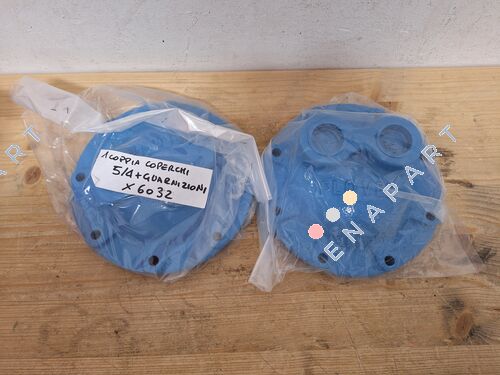 1 COPPIA COPERCHI
5/4+GUARNIZIONI
X 6032
ENAPART